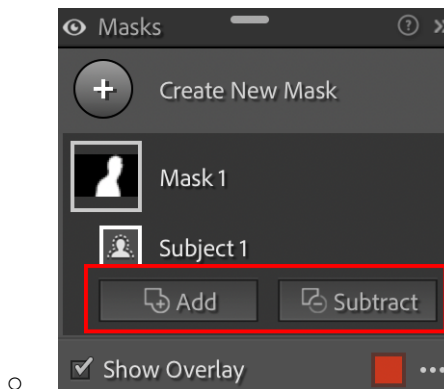 Masks
Create New Mask
Mask 1
Subject 1
Add Subtract
Show Overlay